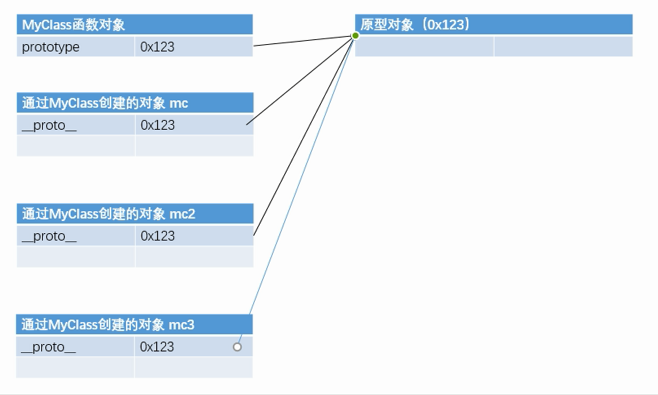 MyClass函数对象
prototype 0x123
原型对象（0x123）
通过MyClass创建的对象 mc
__proto__ 0x123
通过MyClass创建的对象 mc2
__proto__ 0x123
通过MyClass创建的对象 mc3
__proto__ 0x123